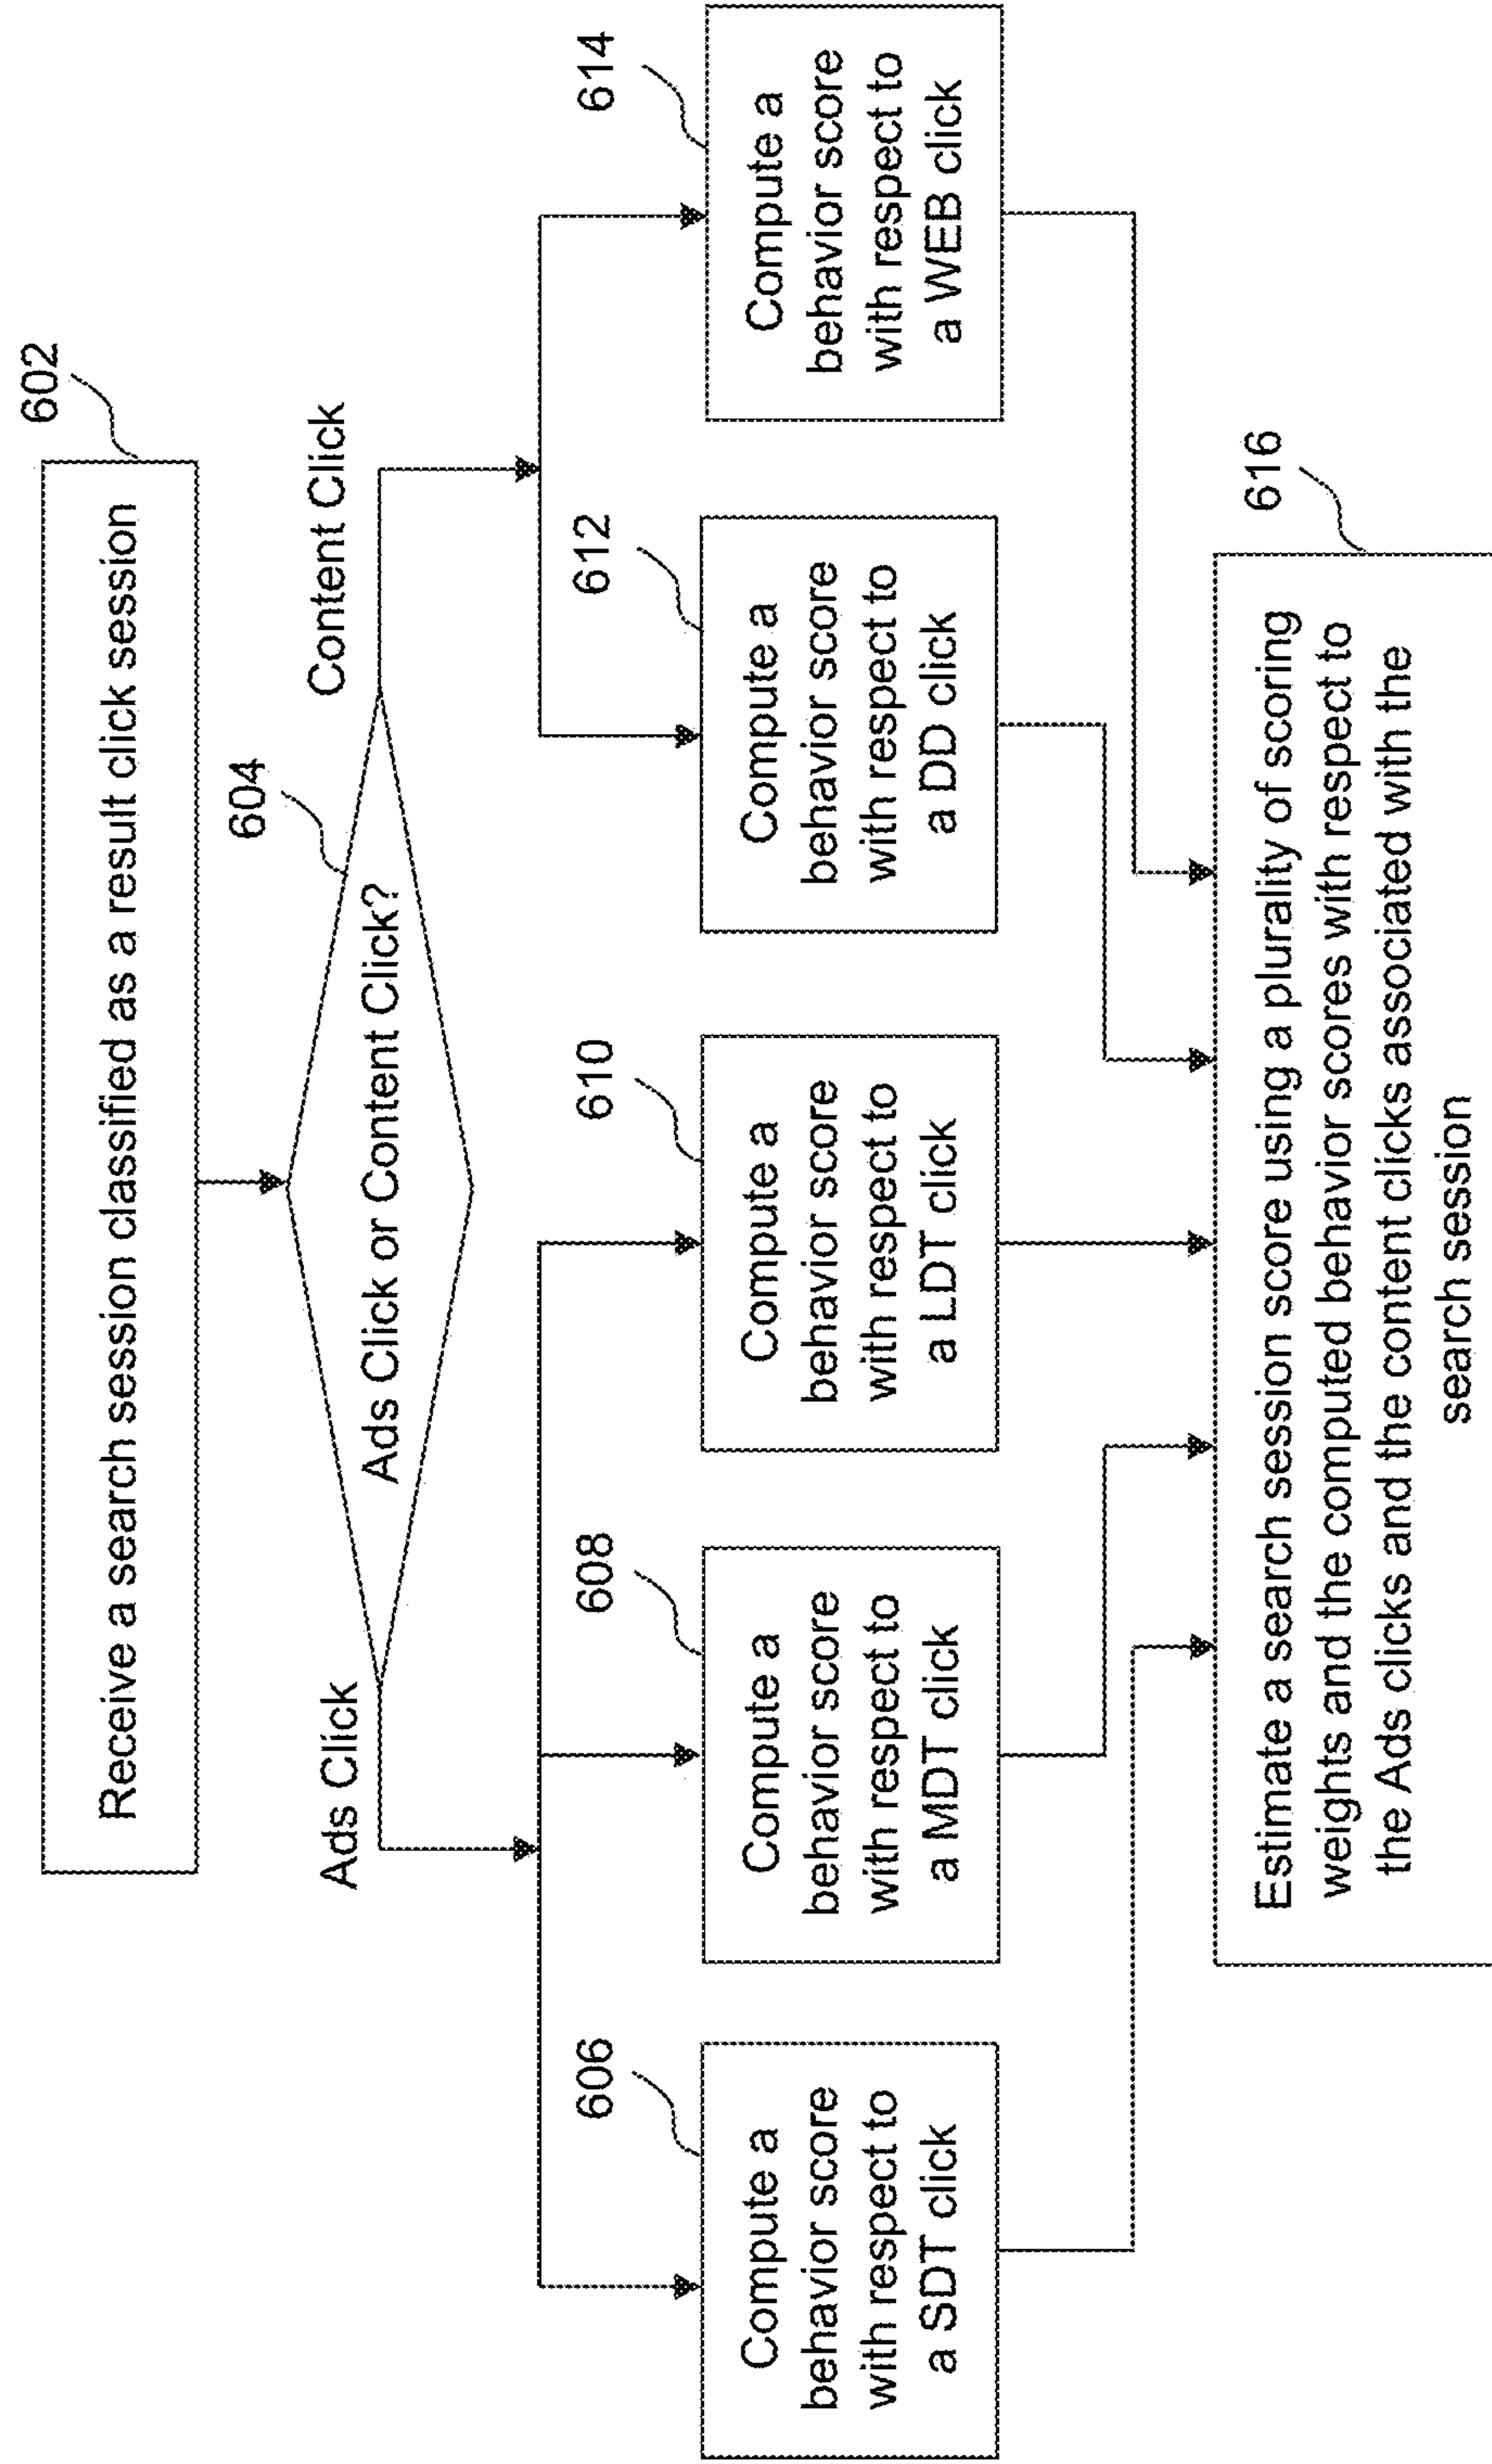 602
Receive a search session classified as a result click session
604
Ads Click or Content Click?
Ads Click
Content Click
606
Compute a
behavior score
with respect to
a SDT click
608
Compute a
behavior score
with respect to
a MDT click
610
Compute a
behavior score
with respect to
a LDT click
612
Compute a
behavior score
with respect to
a DD click
614
Compute a
behavior score
with respect to
a WEB click
616
Estimate a search session score using a plurality of scoring
weights and the computed behavior scores with respect to
the Ads clicks and the content clicks associated with the
search session